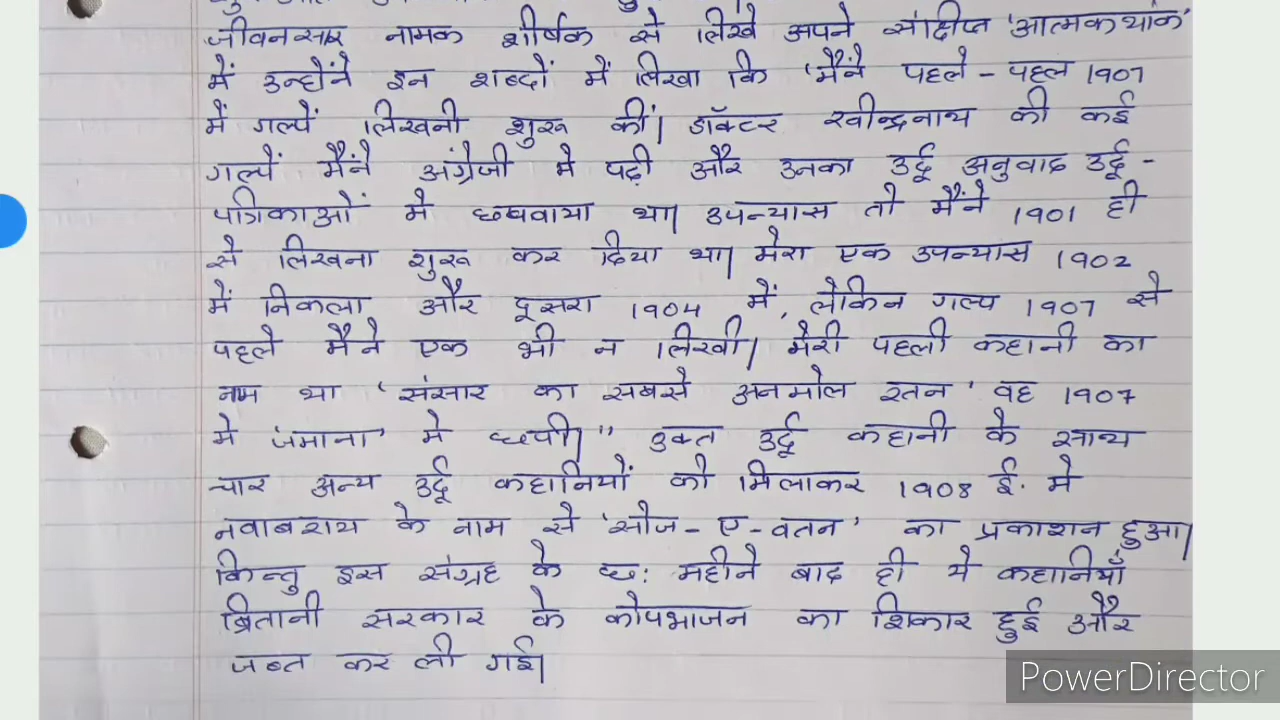 जीवनसार नामक शीर्षक से लिखे अपने संक्षिप्त 'आत्मकथांक'
में उन्होंने इन शब्दों में लिखा कि 'मैंने पहले - पहल 1907
में गल्पें लिखनी शुरू कीं। डॉक्टर रवीन्द्रनाथ की कई
गल्पें मैंने अंग्रेजी मे पढ़ी और उनका उर्दू अनुवाद उर्दू -
पत्रिकाओं मे छपवाया था। उपन्यास तो मैंने 1901 ही
से लिखना शुरू कर दिया था। मेरा एक उपन्यास 1902
में निकला और दूसरा 1904 में, लेकिन गल्प 1907 से
पहले मैंने एक भी न लिखी। मेरी पहली कहानी का
नाम था 'संसार का सबसे अनमोल रतन' वह 1907
मे 'जमाना' मे छपी।" उक्त उर्दू कहानी के साथ
चार अन्य उर्दू कहानियों को मिलाकर 1908 ई. मे
नवाबराय के नाम से 'सोज - ए - वतन' का प्रकाशन हुआ।
किन्तु इस संग्रह के छ: महीने बाद ही ये कहानियाँ
ब्रितानी सरकार के कोपभाजन का शिकार हुई और
जब्त कर ली गई।
PowerDirector